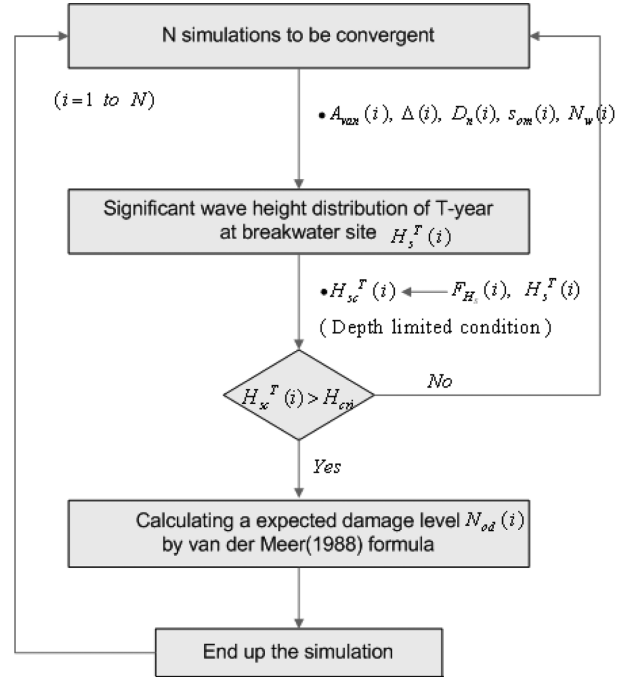 N simulations to be convergent
(i=1 to N)
• A_van(i), Δ(i), D_n(i), s_om(i), N_w(i)
Significant wave height distribution of T-year
at breakwater site H_s^T(i)
• H_sc^T(i) ← F_Hs(i), H_s^T(i)
( Depth limited condition )
H_sc^T(i) > H_cri
No
Yes
Calculating a expected damage level N_od(i)
by van der Meer(1988) formula
End up the simulation